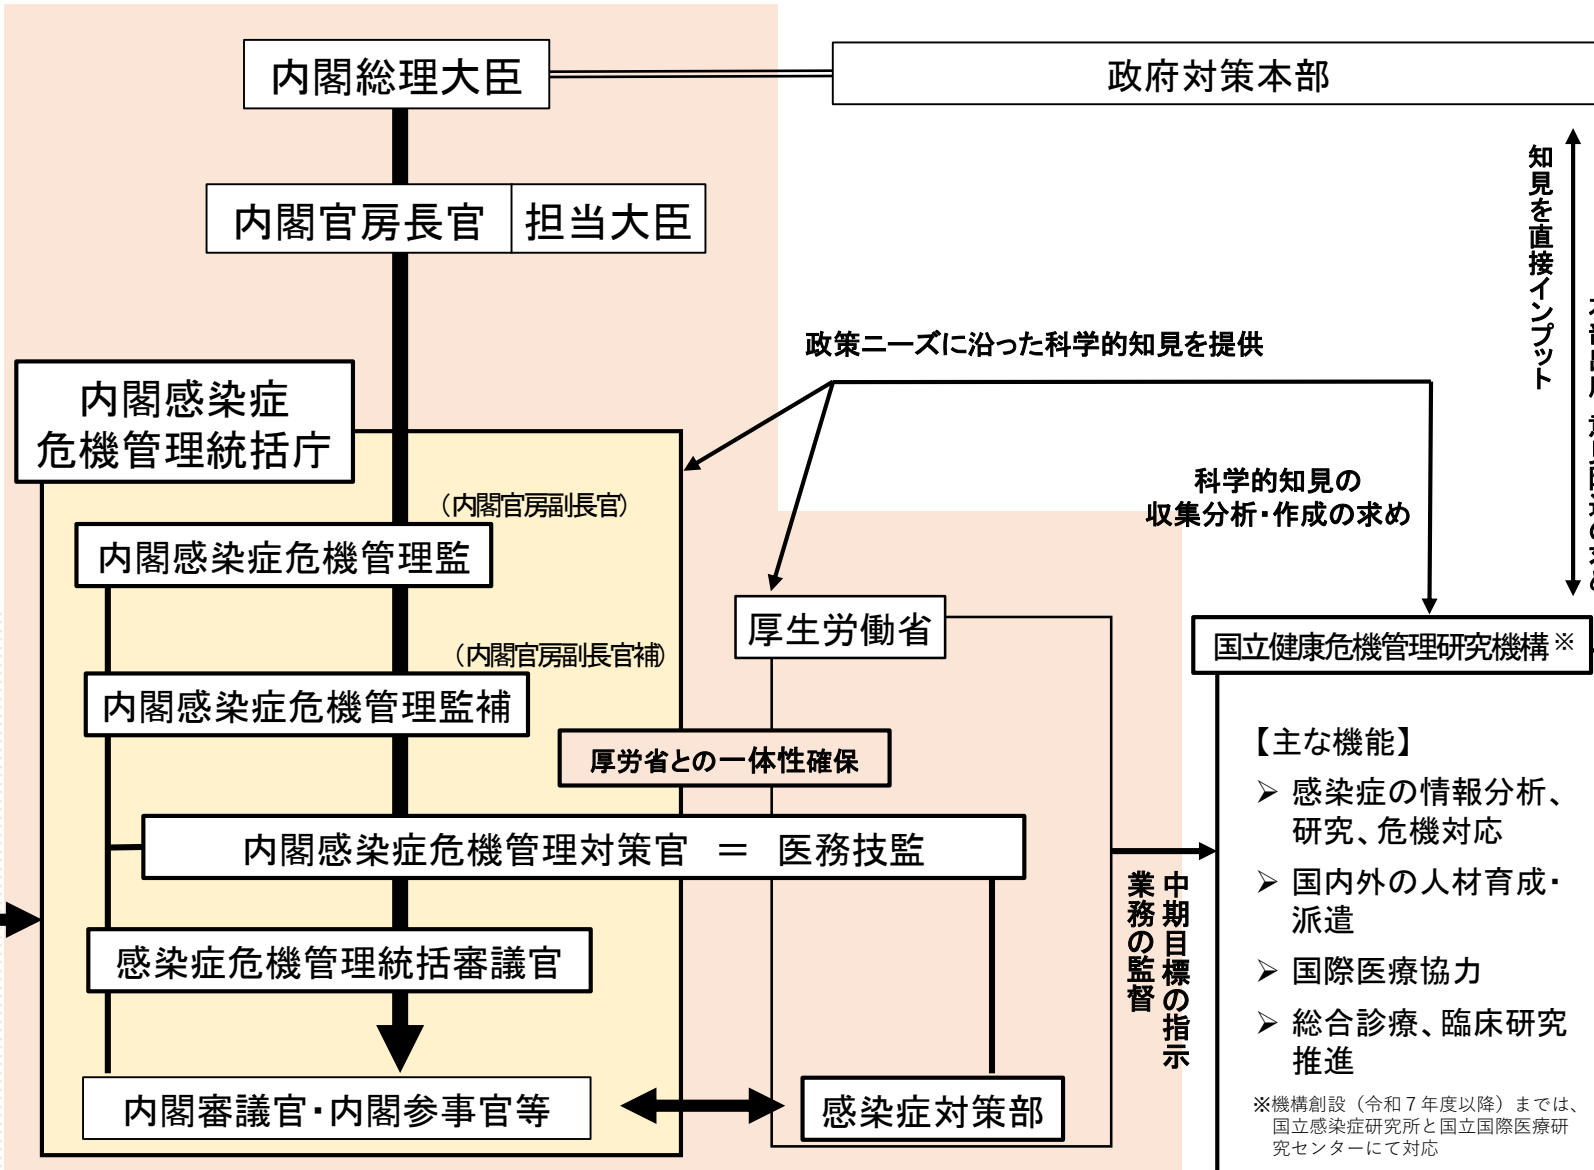 内閣総理大臣
政府対策本部
内閣官房長官
担当大臣
知見を直接インプット
政策ニーズに沿った科学的知見を提供
内閣感染症
危機管理統括庁
科学的知見の
収集分析・作成の求め
（内閣官房副長官）
内閣感染症危機管理監
厚生労働省
国立健康危機管理研究機構※
（内閣官房副長官補）
内閣感染症危機管理監補
厚労省との一体性確保
内閣感染症危機管理対策官 ＝ 医務技監
中期目標の指示
業務の監督
感染症危機管理統括審議官
内閣審議官・内閣参事官等
感染症対策部
【主な機能】
➢ 感染症の情報分析、
研究、危機対応
➢ 国内外の人材育成・
派遣
➢ 国際医療協力
➢ 総合診療、臨床研究
推進
※機構創設（令和７年度以降）までは、
国立感染症研究所と国立国際医療研
究センターにて対応